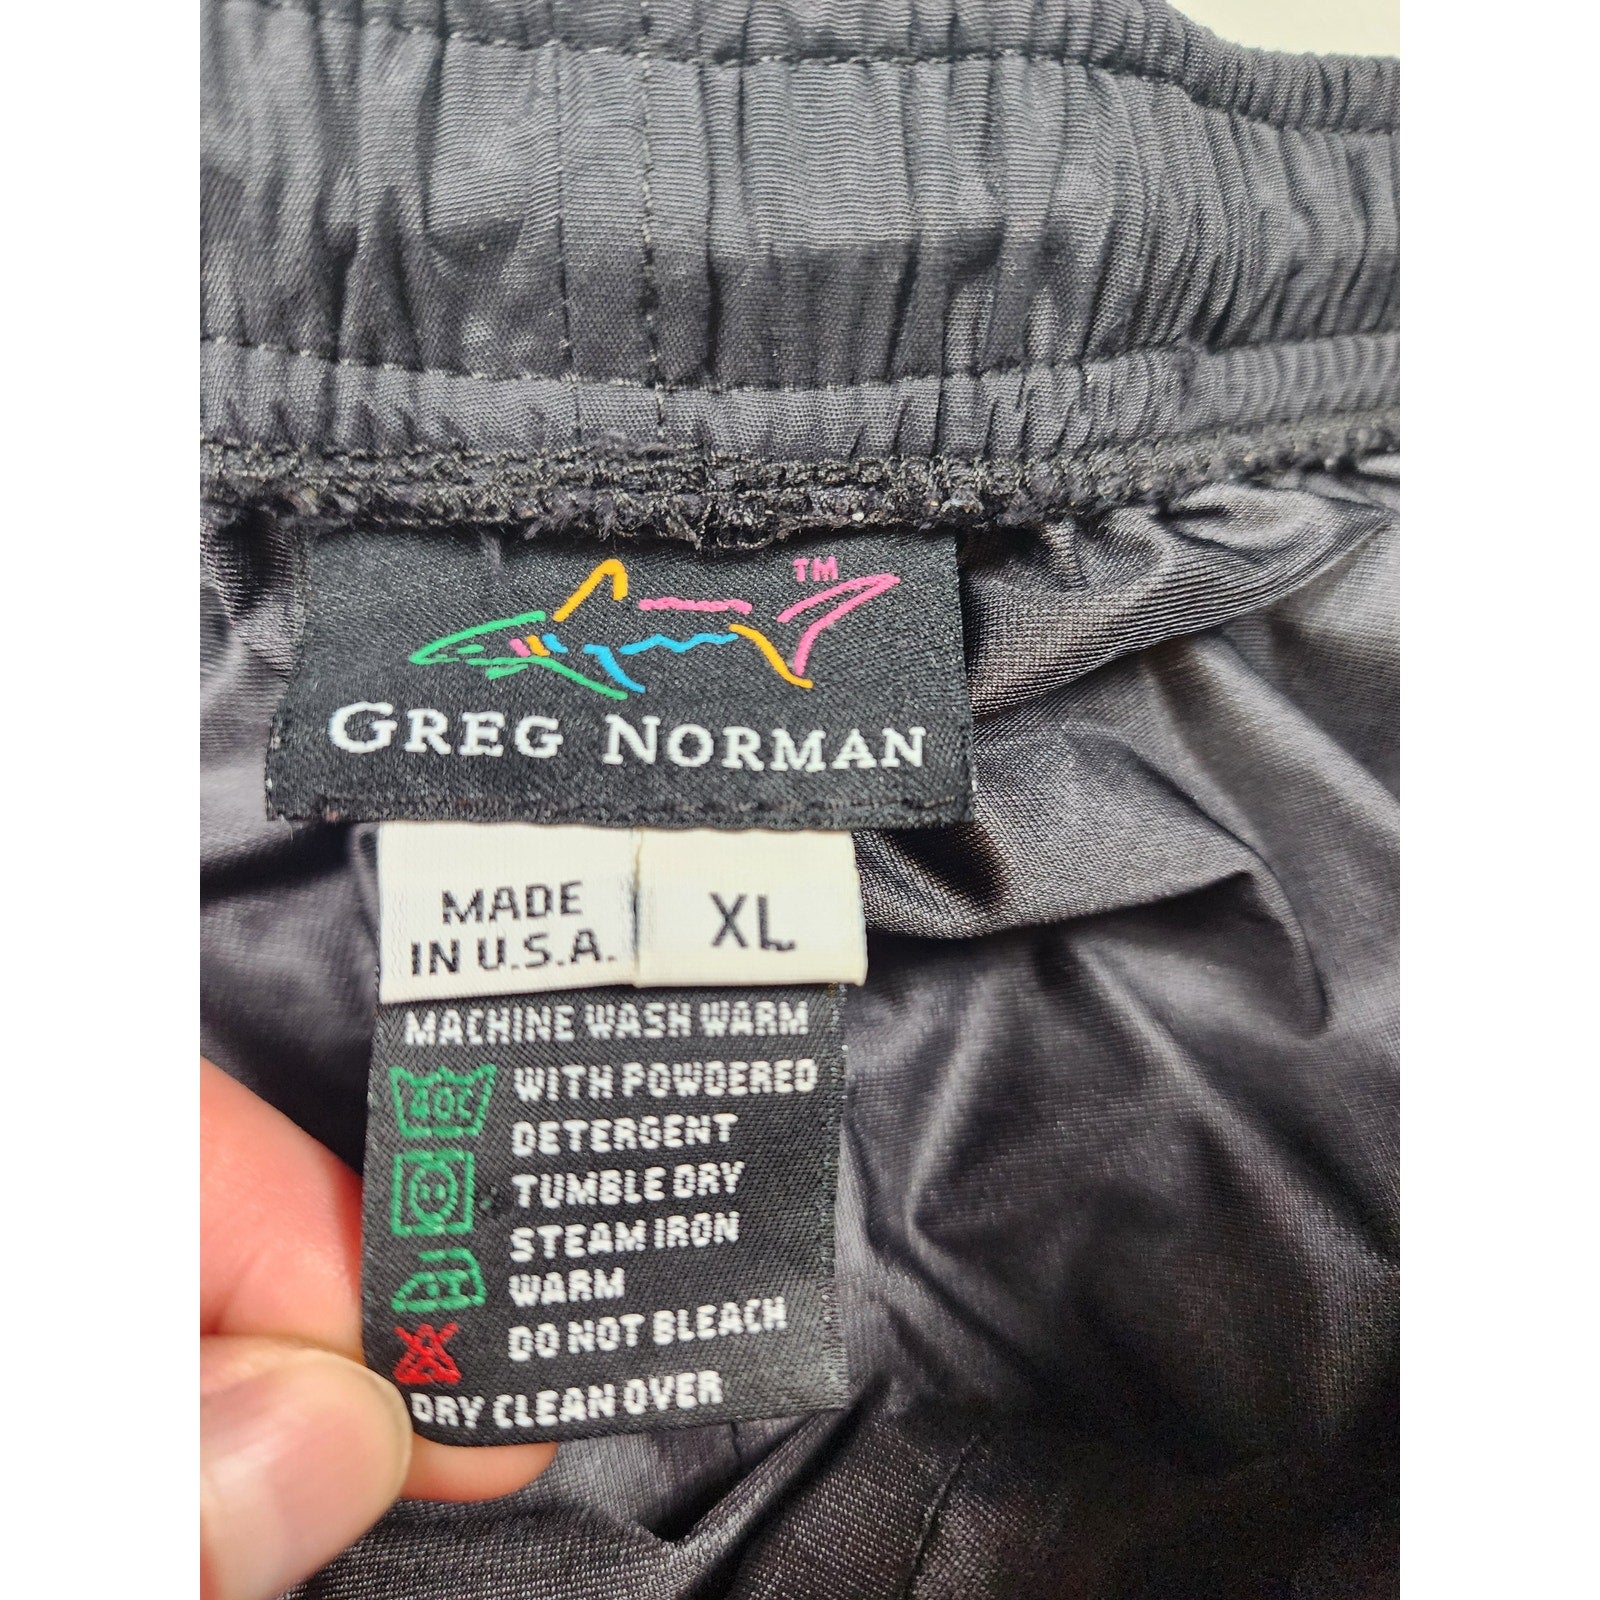 TM
GREG NORMAN
MADE
IN U.S.A.
XL
MACHINE WASH WARM
40C WITH POWDERED
DETERGENT
TUMBLE DRY
STEAM IRON
WARM
DO NOT BLEACH
DRY CLEAN OVER